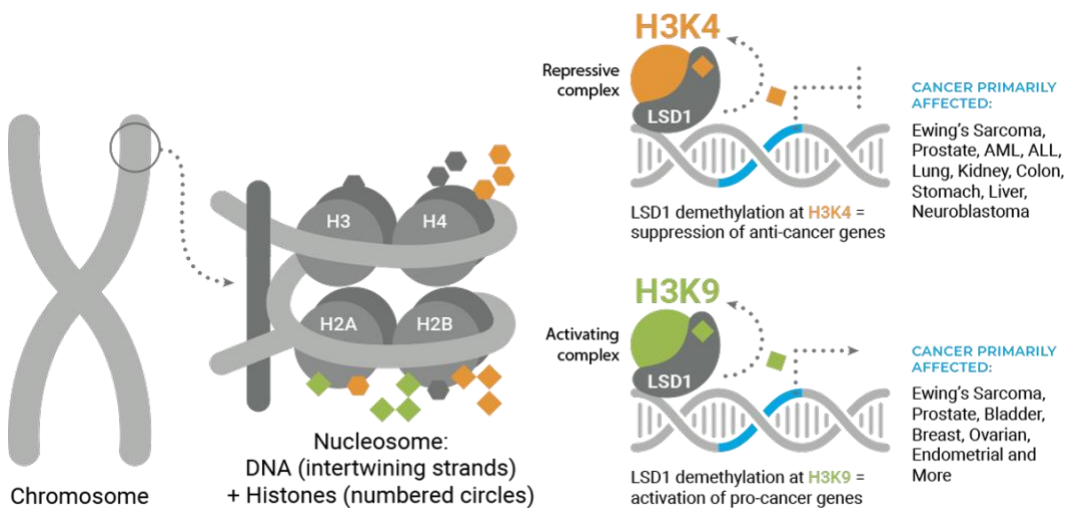 Chromosome
H3
H4
H2A
H2B
Nucleosome:
DNA (intertwining strands)
+ Histones (numbered circles)
H3K4
Repressive
complex
LSD1
LSD1 demethylation at H3K4 =
suppression of anti-cancer genes
CANCER PRIMARILY
AFFECTED:
Ewing's Sarcoma,
Prostate, AML, ALL,
Lung, Kidney, Colon,
Stomach, Liver,
Neuroblastoma
H3K9
Activating
complex
LSD1
LSD1 demethylation at H3K9 =
activation of pro-cancer genes
CANCER PRIMARILY
AFFECTED:
Ewing's Sarcoma,
Prostate, Bladder,
Breast, Ovarian,
Endometrial and
More